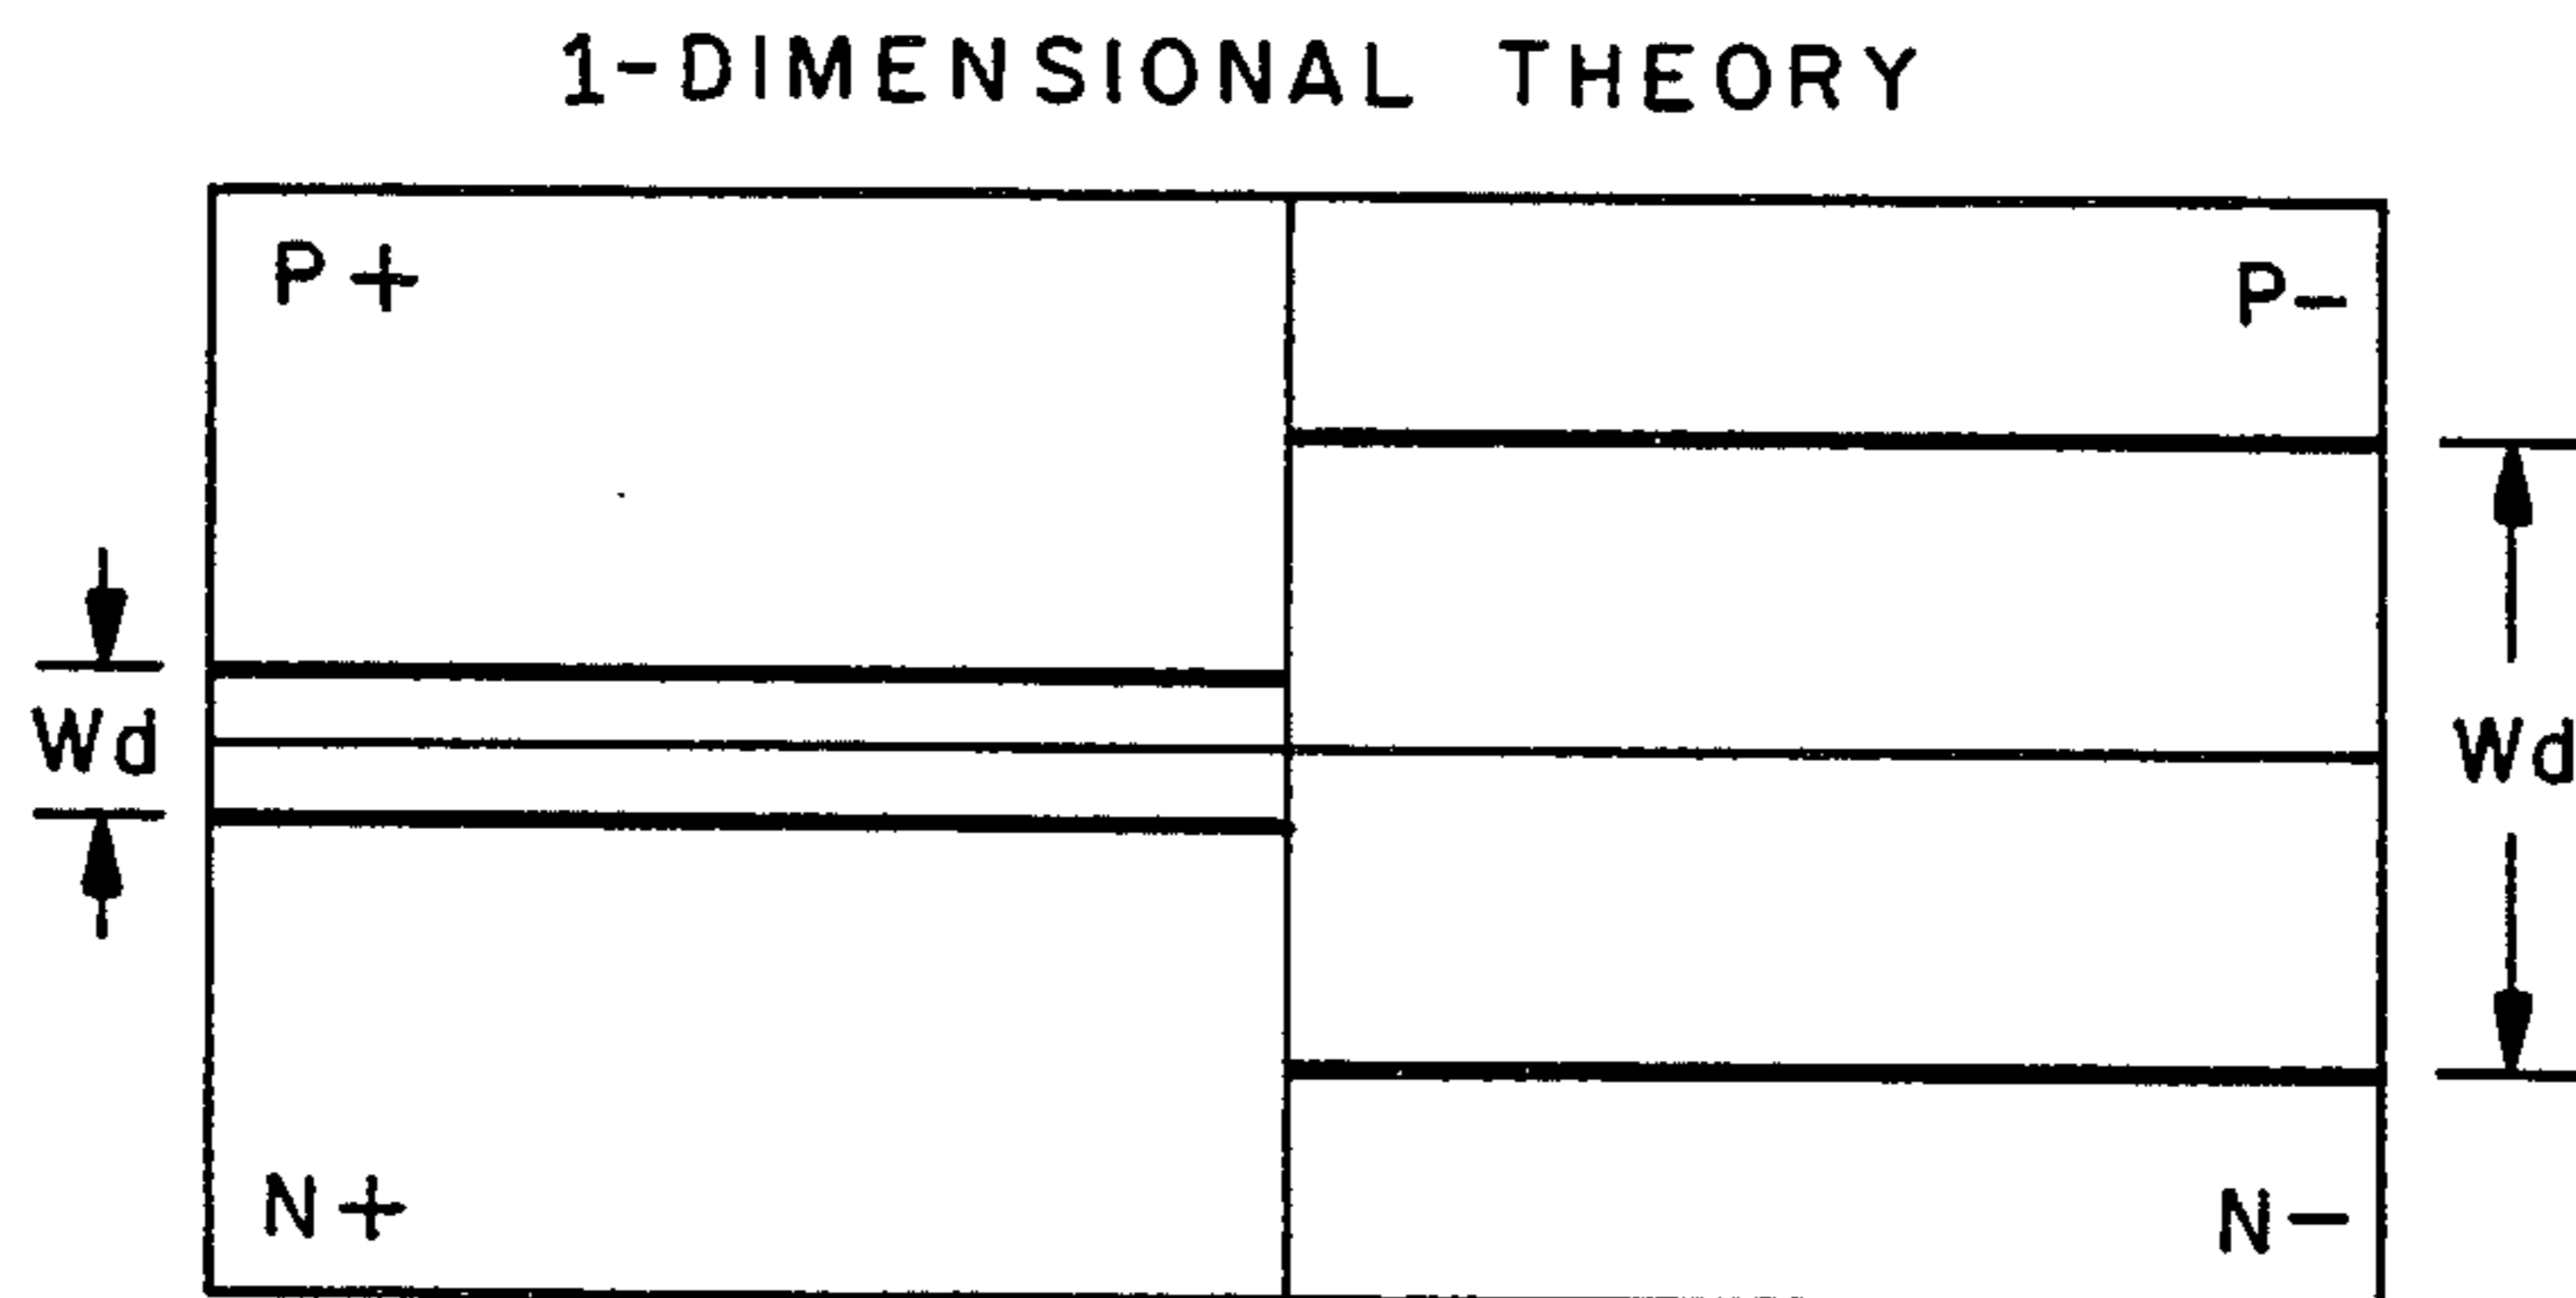 1-DIMENSIONAL THEORY
P+
P-
Wd
Wd
N+
N-